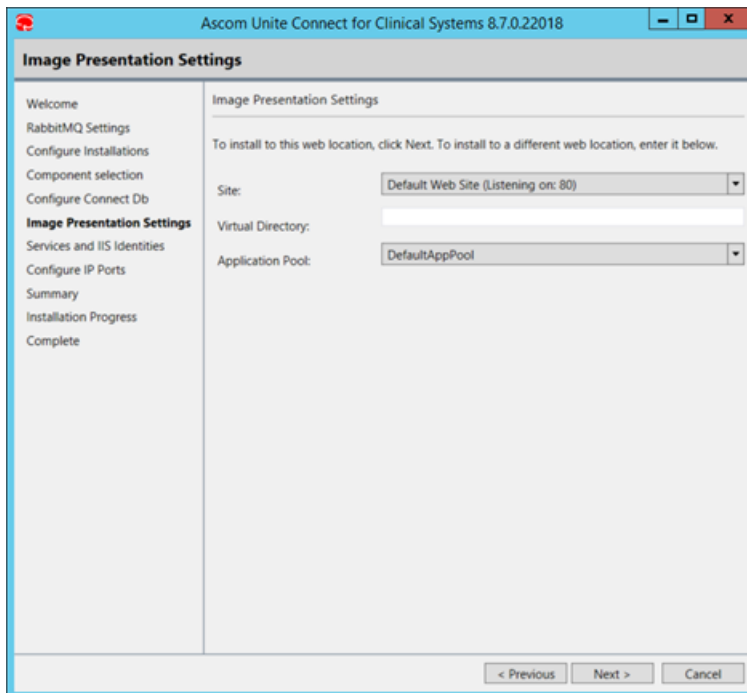 Ascom Unite Connect for Clinical Systems 8.7.0.22018
Image Presentation Settings
Welcome
RabbitMQ Settings
Configure Installations
Component selection
Configure Connect Db
Image Presentation Settings
Services and IIS Identities
Configure IP Ports
Summary
Installation Progress
Complete
Image Presentation Settings
To install to this web location, click Next. To install to a different web location, enter it below.
Site: Default Web Site (Listening on: 80)
Virtual Directory:
Application Pool: DefaultAppPool
< Previous Next > Cancel